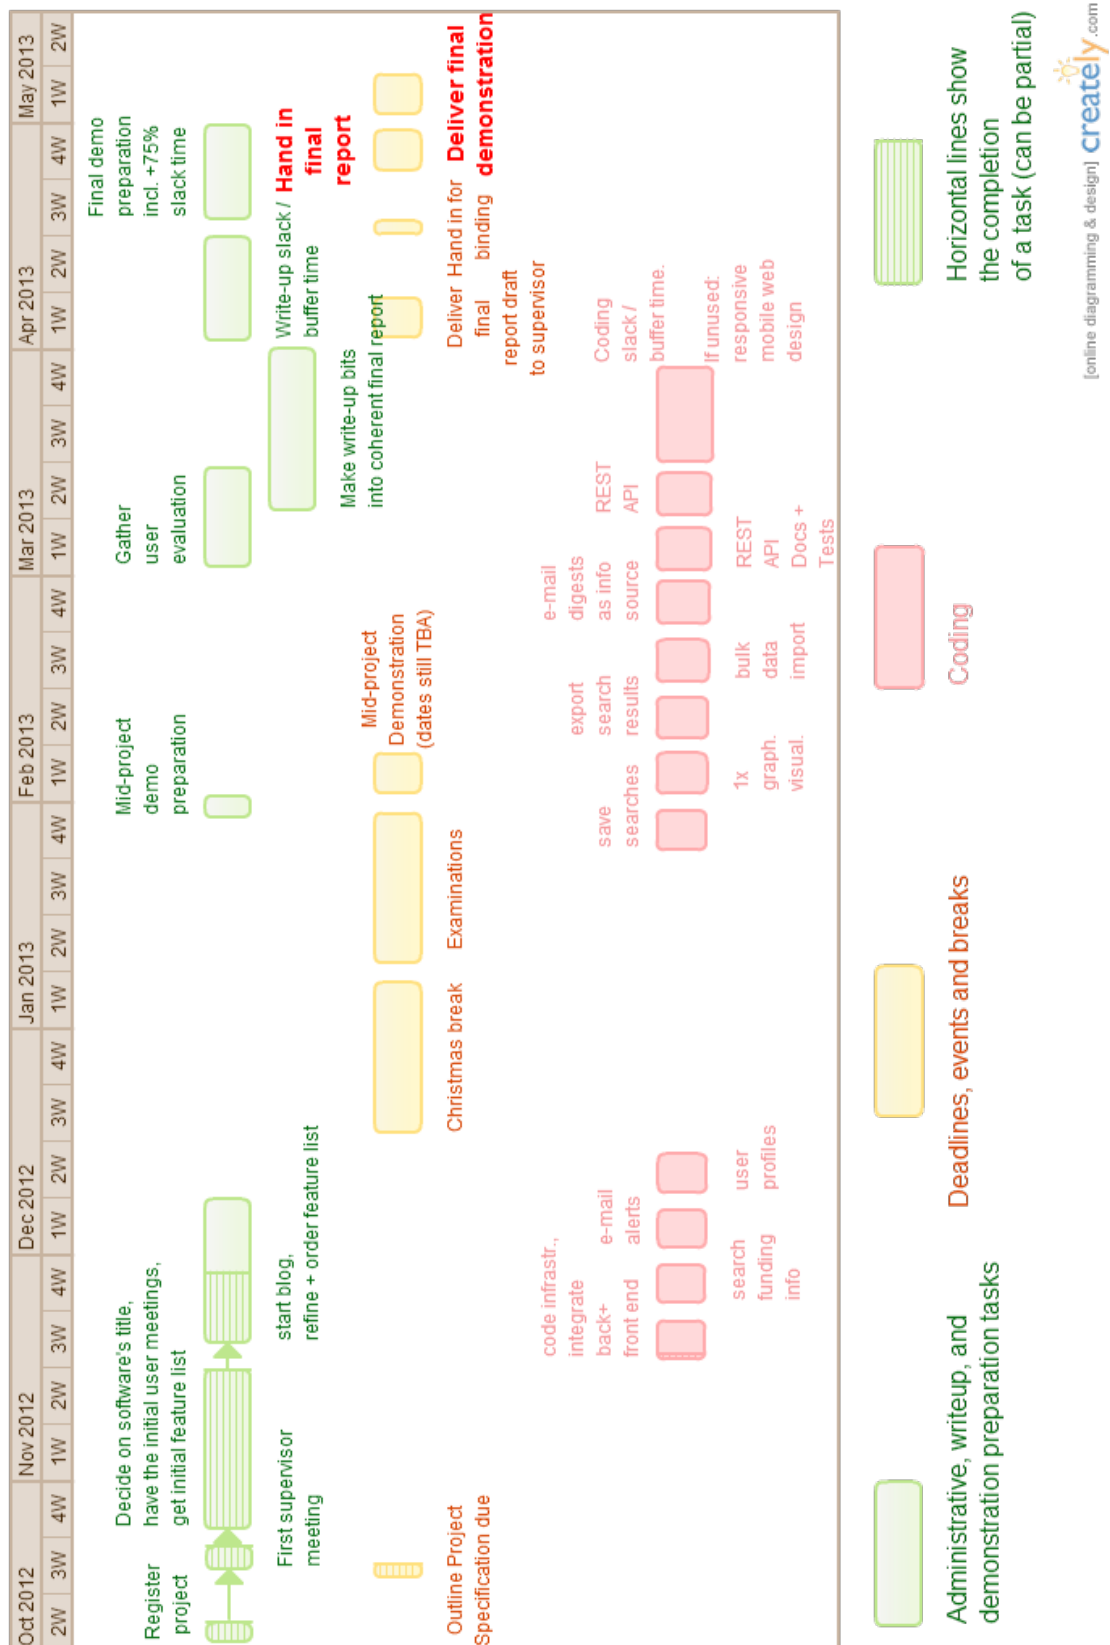 Oct 2012
Nov 2012
Dec 2012
Jan 2013
Feb 2013
Mar 2013
Apr 2013
May 2013
2W
3W
4W
1W
2W
3W
4W
1W
2W
3W
4W
1W
2W
3W
4W
1W
2W
3W
4W
1W
2W
3W
4W
1W
2W
3W
4W
1W
2W
Register
project
Decide on software's title,
have the initial user meetings,
get initial feature list
Mid-project
demo
preparation
Gather
user
evaluation
Final demo
preparation
incl. +75%
slack time
First supervisor
meeting
start blog,
refine + order feature list
Make write-up bits
into coherent final report
Write-up slack /
buffer time
Hand in
final
report
Mid-project
Demonstration
(dates still TBA)
Outline Project
Specification due
Christmas break
Examinations
Deliver
final
report draft
to supervisor
Hand in for
binding
Deliver final
demonstration
code infrastr.,
integrate
back+
front end
e-mail
alerts
save
searches
export
search
results
e-mail
digests
as info
source
REST
API
Coding
slack /
buffer time.
If unused:
responsive
mobile web
design
search
funding
info
user
profiles
1x
graph.
visual.
bulk
data
import
REST
API
Docs +
Tests
Administrative, writeup, and
demonstration preparation tasks
Deadlines, events and breaks
Coding
Horizontal lines show
the completion
of a task (can be partial)
[online diagramming & design] creately.com